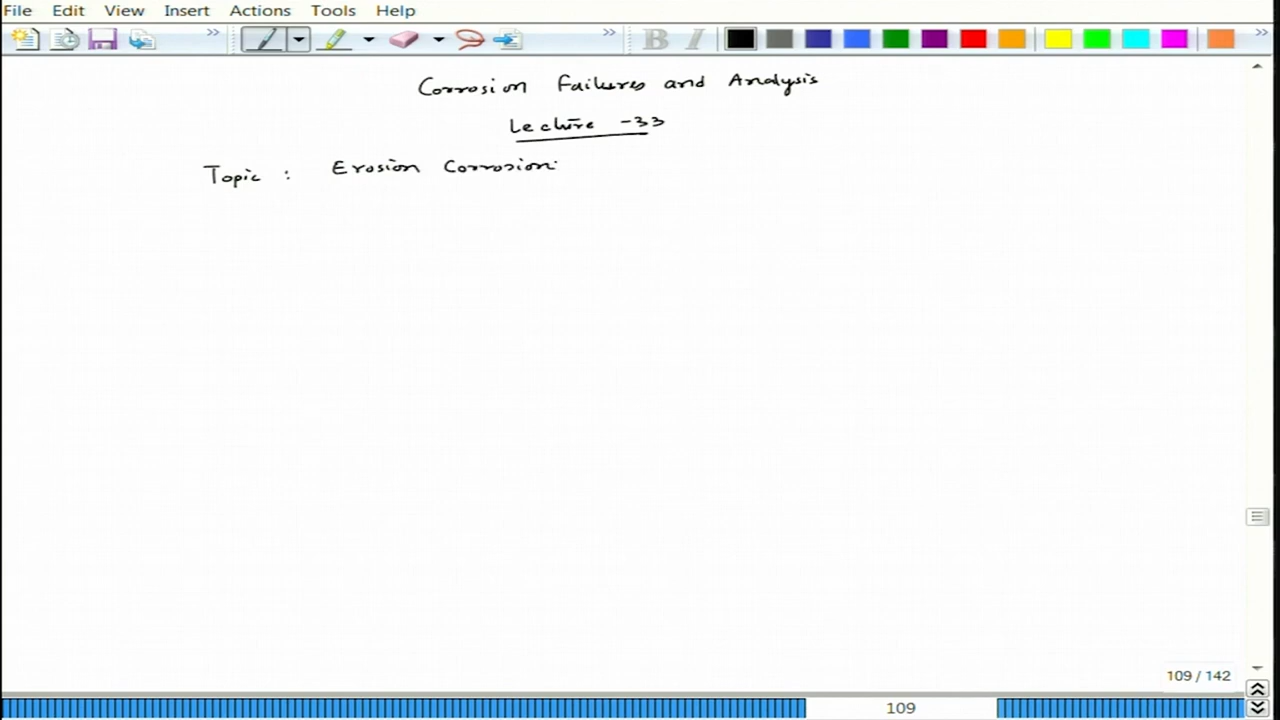 File Edit View Insert Actions Tools Help
B I
Corrosion Failures and Analysis
Lecture -33
Topic : Erosion Corrosion
109 / 142
109